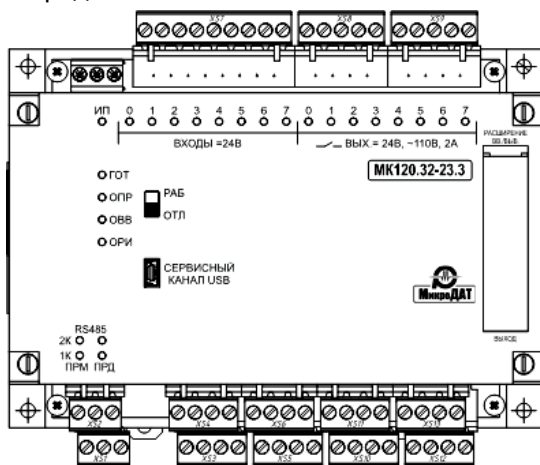 XS7 XS8 XS9
ИП 0 1 2 3 4 5 6 7 0 1 2 3 4 5 6 7
ВХОДЫ =24В
ВЫХ = 24В, ~110В, 2А
РАСШИРЕНИЕ
ВВ./ВЫВ.
МК120.32-23.3
ГОТ
ОПР
ОВВ
ОРИ
РАБ
ОТЛ
СЕРВИСНЫЙ
КАНАЛ USB
МикроДАТ
ВЫХОД
RS485
2К
1К
ПРМ ПРД
XS2 XS4 XS6 XS11 XS13
XS1 XS3 XS5 XS10 XS12